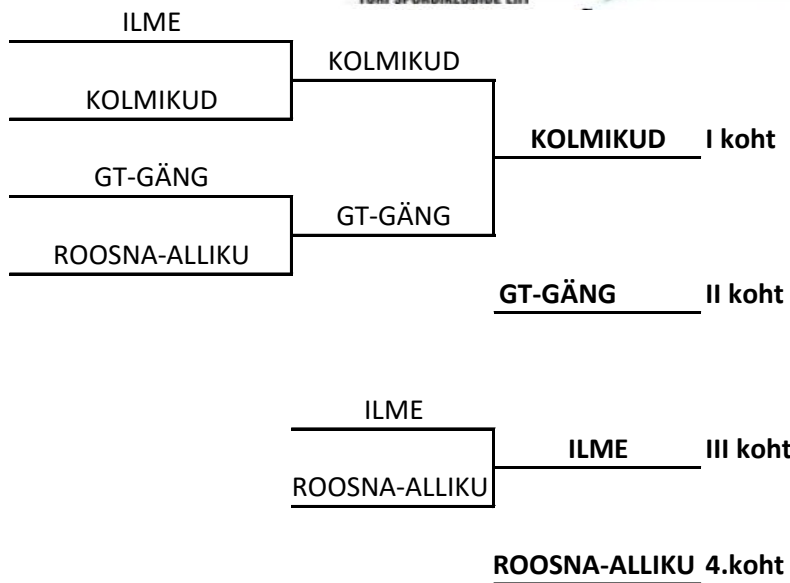 ILME
KOLMIKUD
KOLMIKUD
KOLMIKUD I koht
GT-GÄNG
GT-GÄNG
ROOSNA-ALLIKU
GT-GÄNG II koht
ILME
ILME III koht
ROOSNA-ALLIKU
ROOSNA-ALLIKU 4.koht